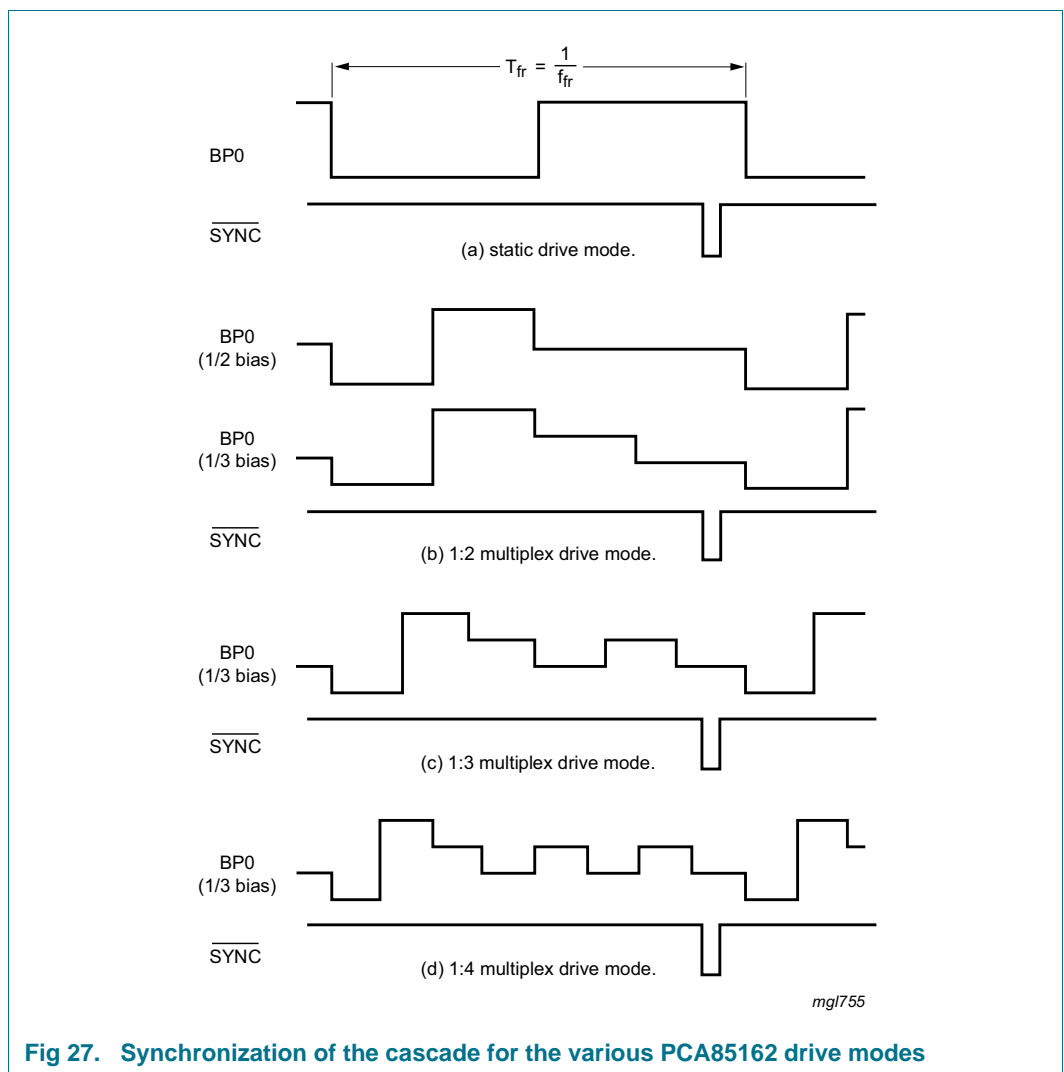 T_fr = 1/f_fr
BP0
SYNC
(a) static drive mode.
BP0
(1/2 bias)
BP0
(1/3 bias)
SYNC
(b) 1:2 multiplex drive mode.
BP0
(1/3 bias)
SYNC
(c) 1:3 multiplex drive mode.
BP0
(1/3 bias)
SYNC
(d) 1:4 multiplex drive mode.
mgl755
Fig 27. Synchronization of the cascade for the various PCA85162 drive modes